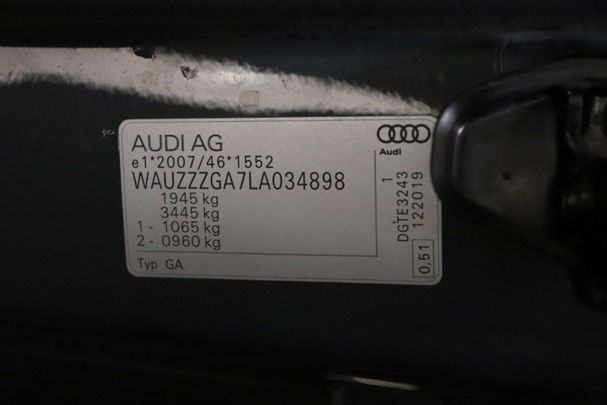 AUDI AG
Audi
e1*2007/46*1552
WAUZZZGA7LA034898
1945 kg
3445 kg
1 - 1065 kg
2 - 0960 kg
Typ GA
DGTE3243 1
122019
0,51